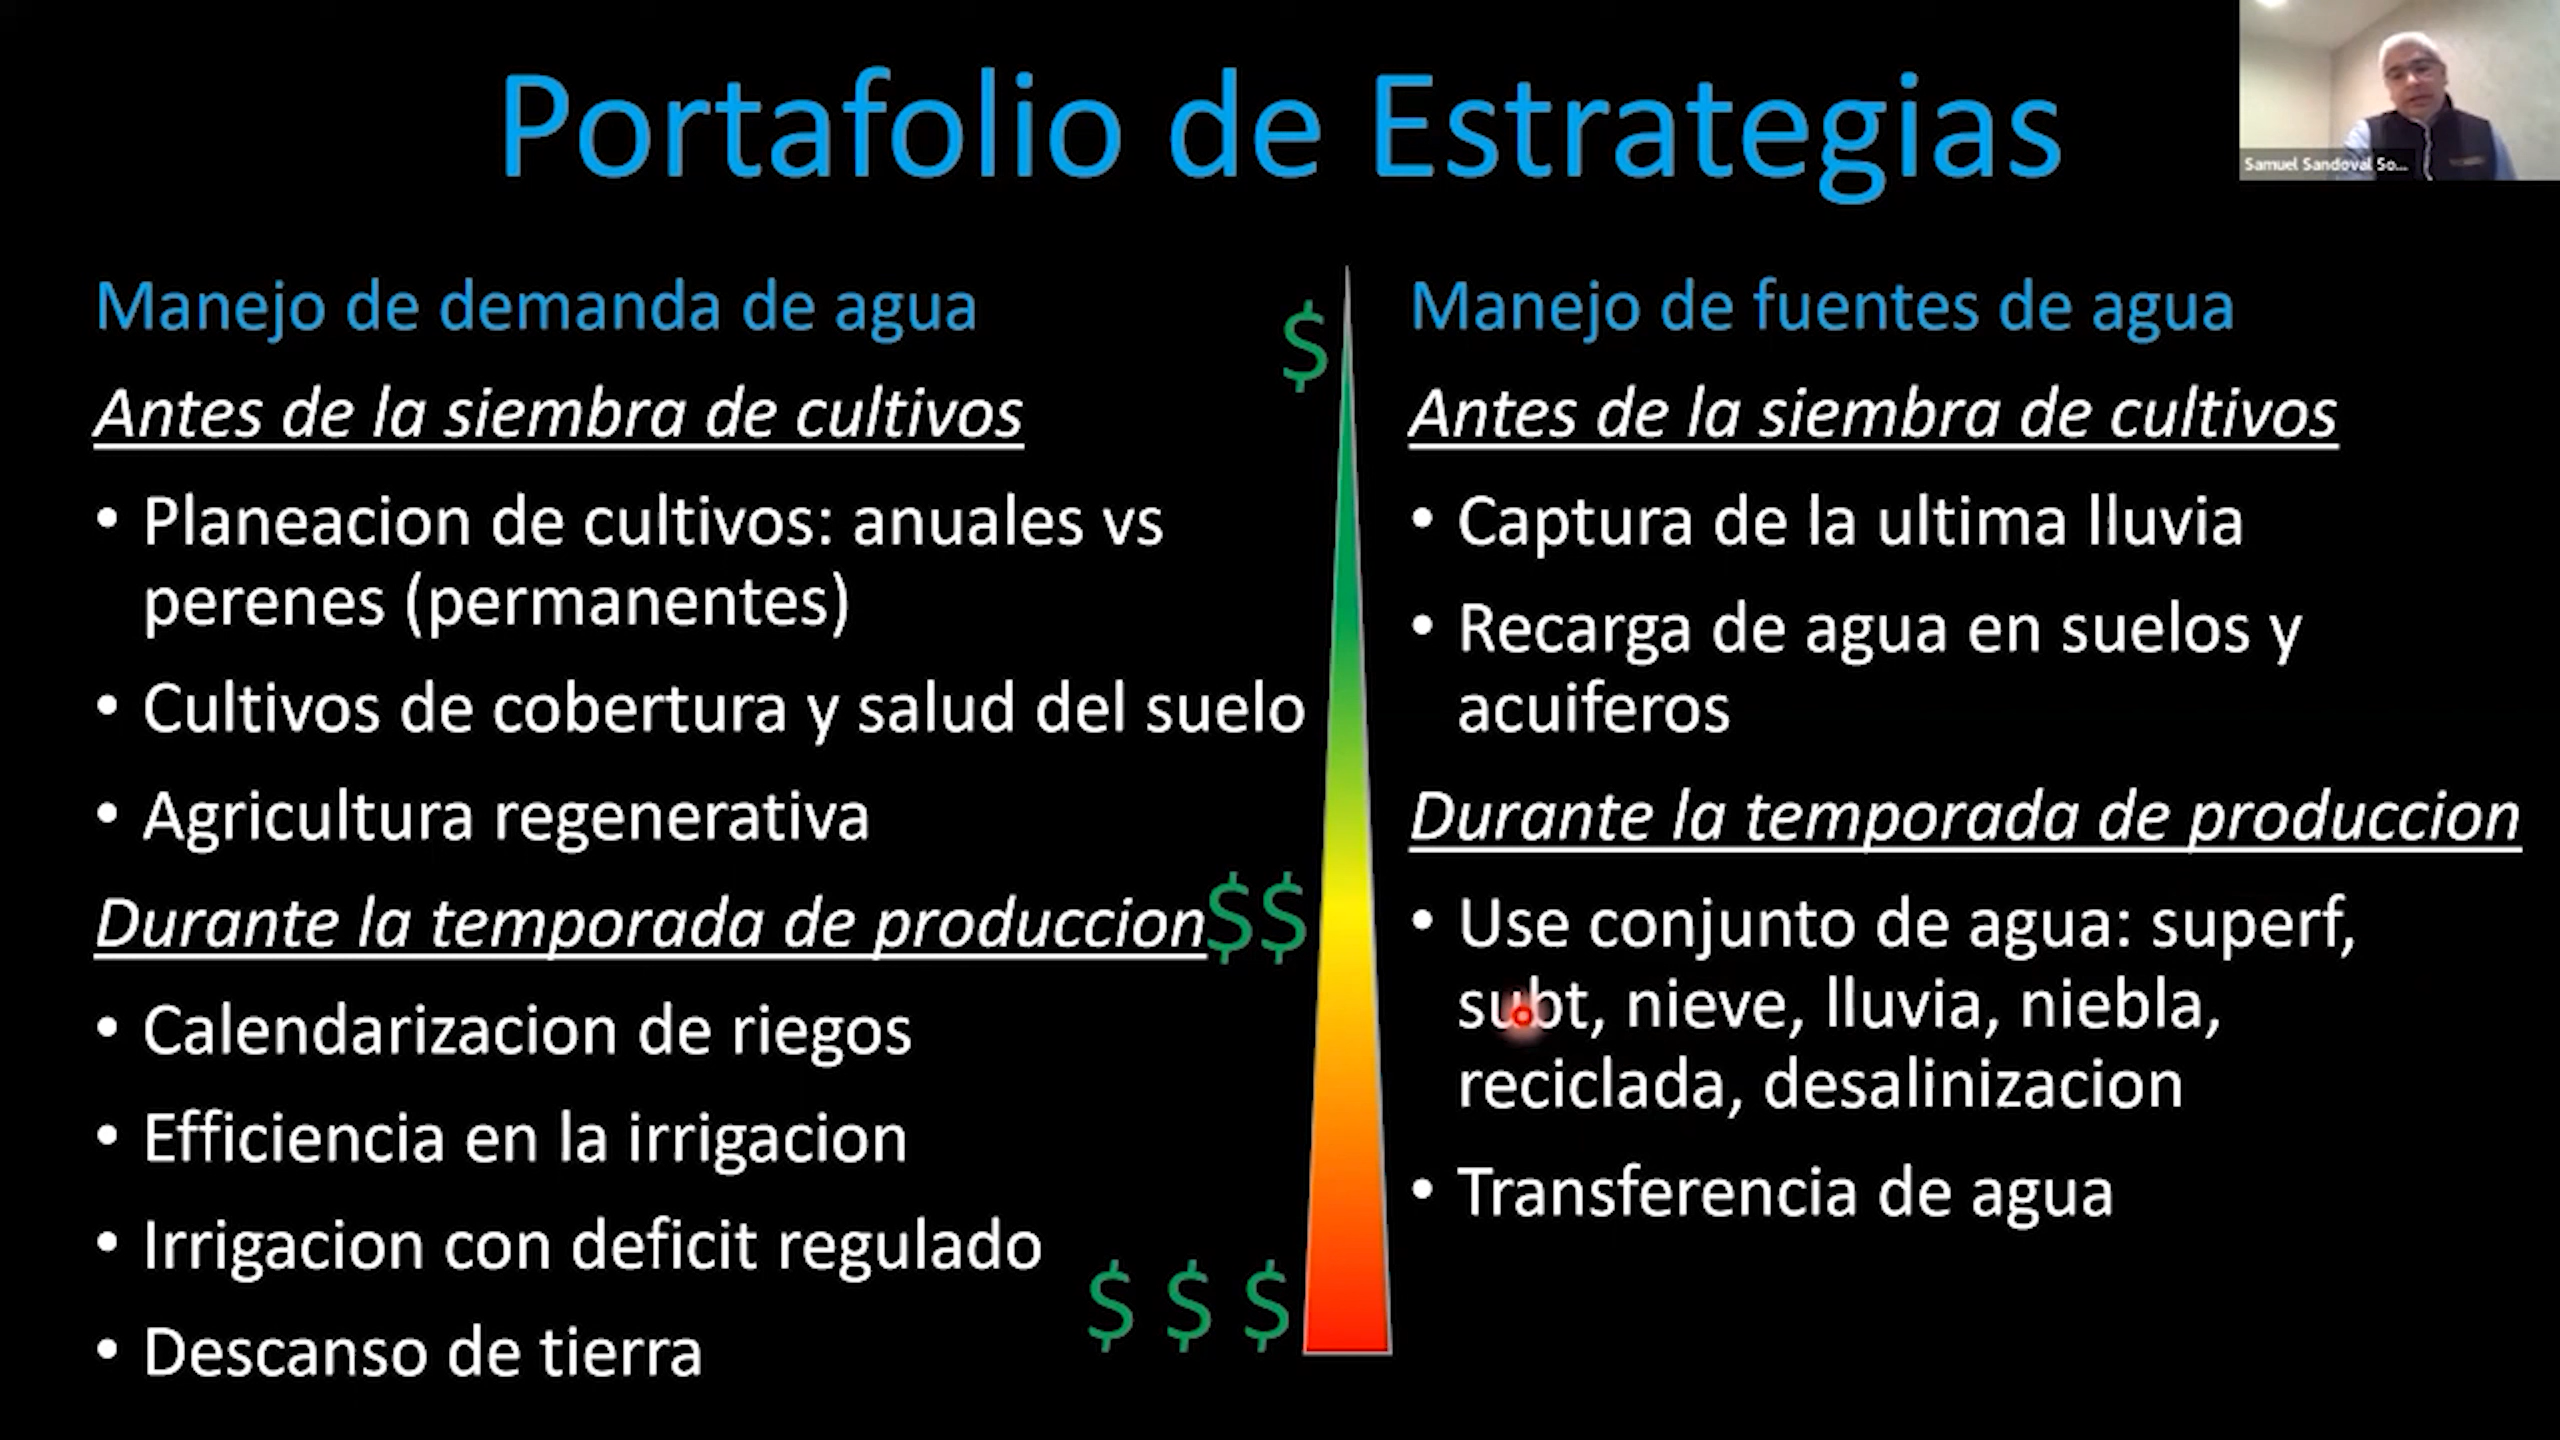 Portafolio de Estrategias
Samuel Sandoval So...
Manejo de demanda de agua
Antes de la siembra de cultivos
• Planeacion de cultivos: anuales vs
perenes (permanentes)
• Cultivos de cobertura y salud del suelo
• Agricultura regenerativa
Durante la temporada de produccion
• Calendarizacion de riegos
• Efficiencia en la irrigacion
• Irrigacion con deficit regulado
• Descanso de tierra
$
$$
$ $ $
Manejo de fuentes de agua
Antes de la siembra de cultivos
• Captura de la ultima lluvia
• Recarga de agua en suelos y
acuiferos
Durante la temporada de produccion
• Use conjunto de agua: superf,
subt, nieve, lluvia, niebla,
reciclada, desalinizacion
• Transferencia de agua